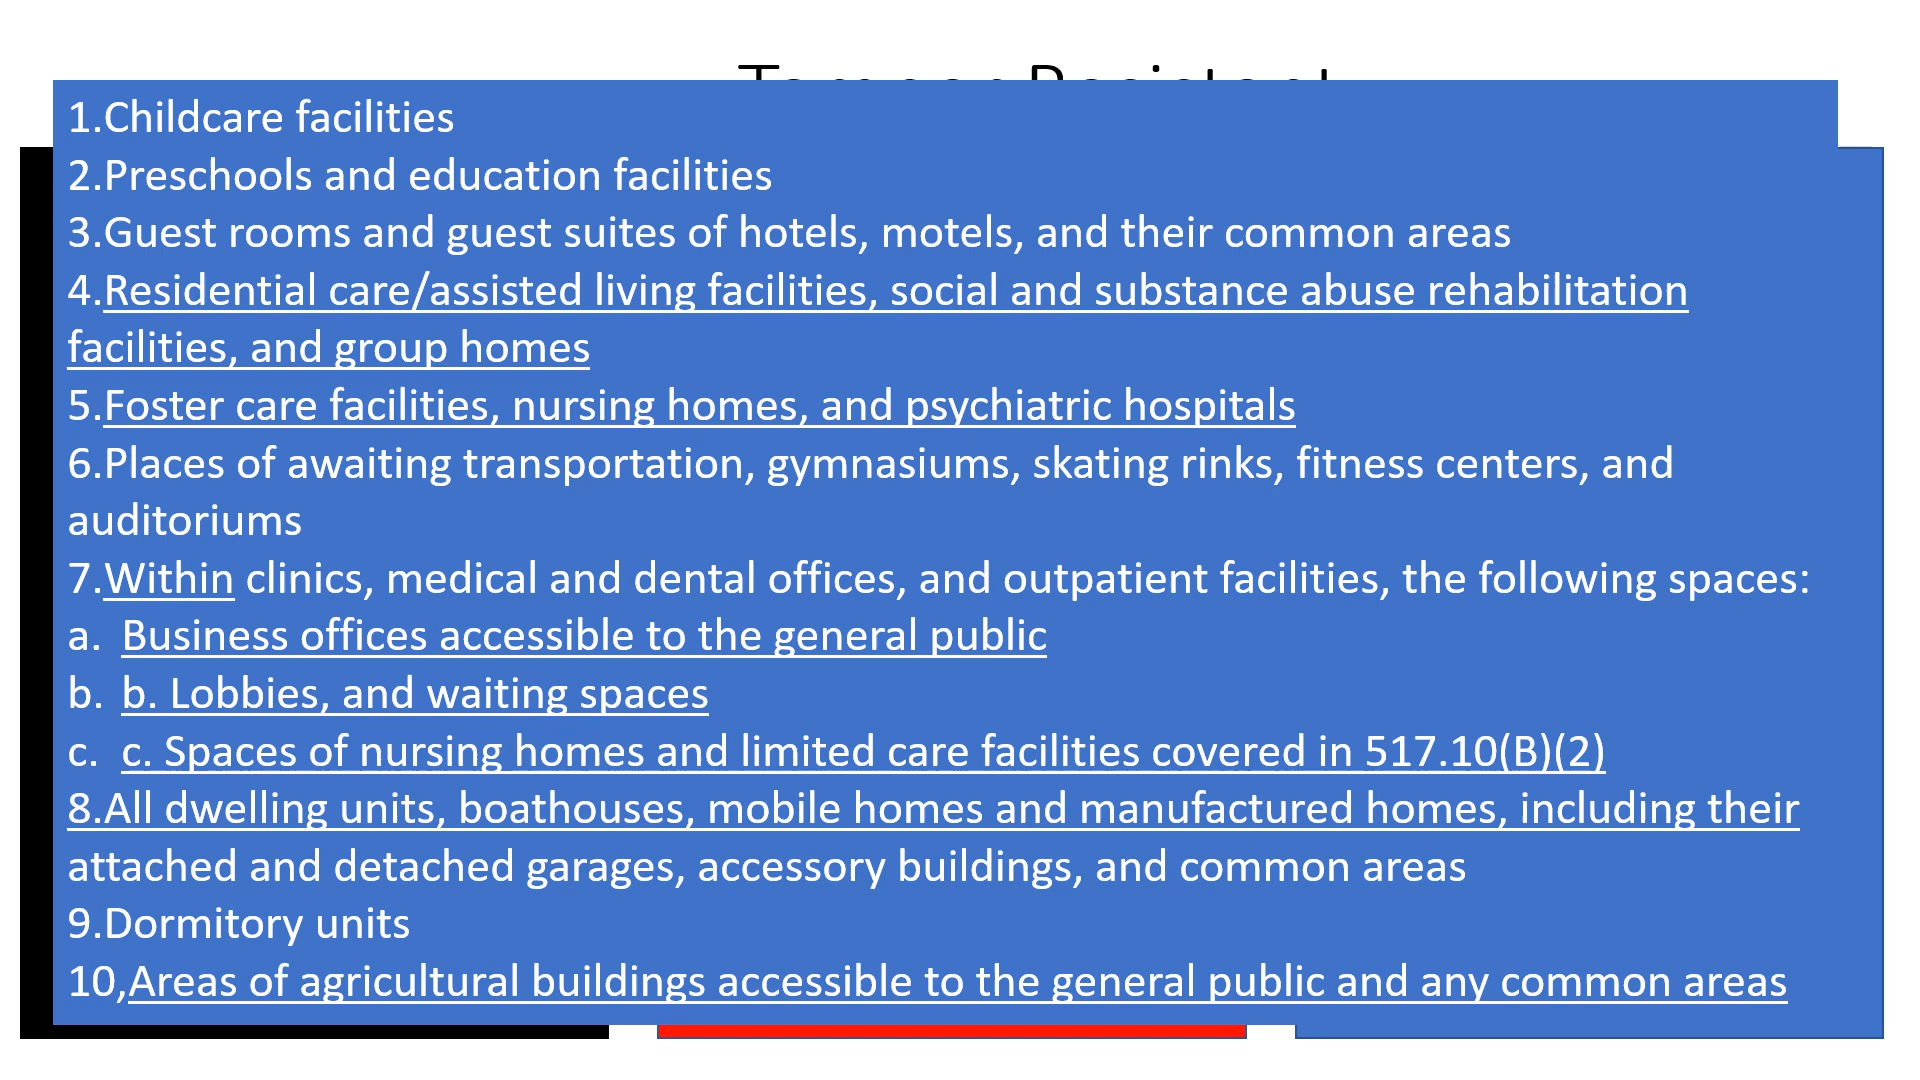 Tamper Resistant
1.Childcare facilities
2.Preschools and education facilities
3.Guest rooms and guest suites of hotels, motels, and their common areas
4.Residential care/assisted living facilities, social and substance abuse rehabilitation
facilities, and group homes
5.Foster care facilities, nursing homes, and psychiatric hospitals
6.Places of awaiting transportation, gymnasiums, skating rinks, fitness centers, and
auditoriums
7.Within clinics, medical and dental offices, and outpatient facilities, the following spaces:
a. Business offices accessible to the general public
b. b. Lobbies, and waiting spaces
c. c. Spaces of nursing homes and limited care facilities covered in 517.10(B)(2)
8.All dwelling units, boathouses, mobile homes and manufactured homes, including their
attached and detached garages, accessory buildings, and common areas
9.Dormitory units
10,Areas of agricultural buildings accessible to the general public and any common areas